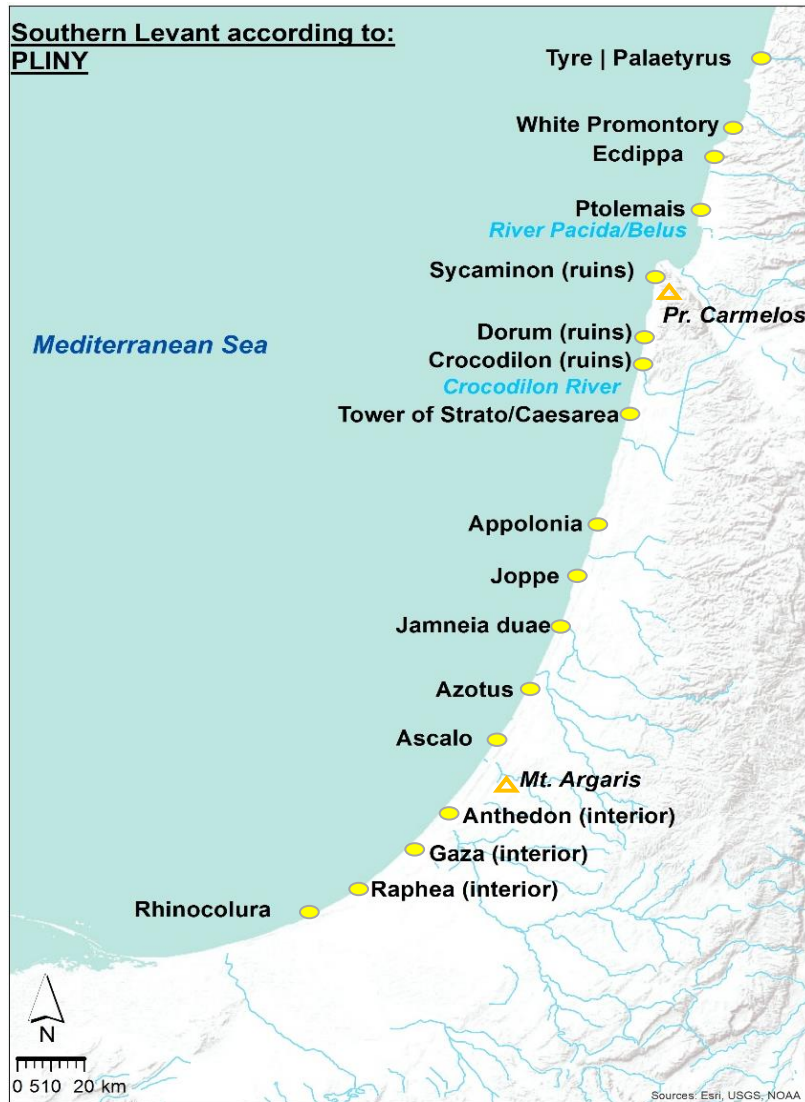 Southern Levant according to:
PLINY
Tyre | Palaetyrus
White Promontory
Ecdippa
Ptolemais
River Pacida/Belus
Sycaminon (ruins)
Pr. Carmelos
Dorum (ruins)
Mediterranean Sea
Crocodilon (ruins)
Crocodilon River
Tower of Strato/Caesarea
Appolonia
Joppe
Jamneia duae
Azotus
Ascalo
Mt. Argaris
Anthedon (interior)
Gaza (interior)
Raphea (interior)
Rhinocolura
N
0 510 20 km
Sources: Esri, USGS, NOAA